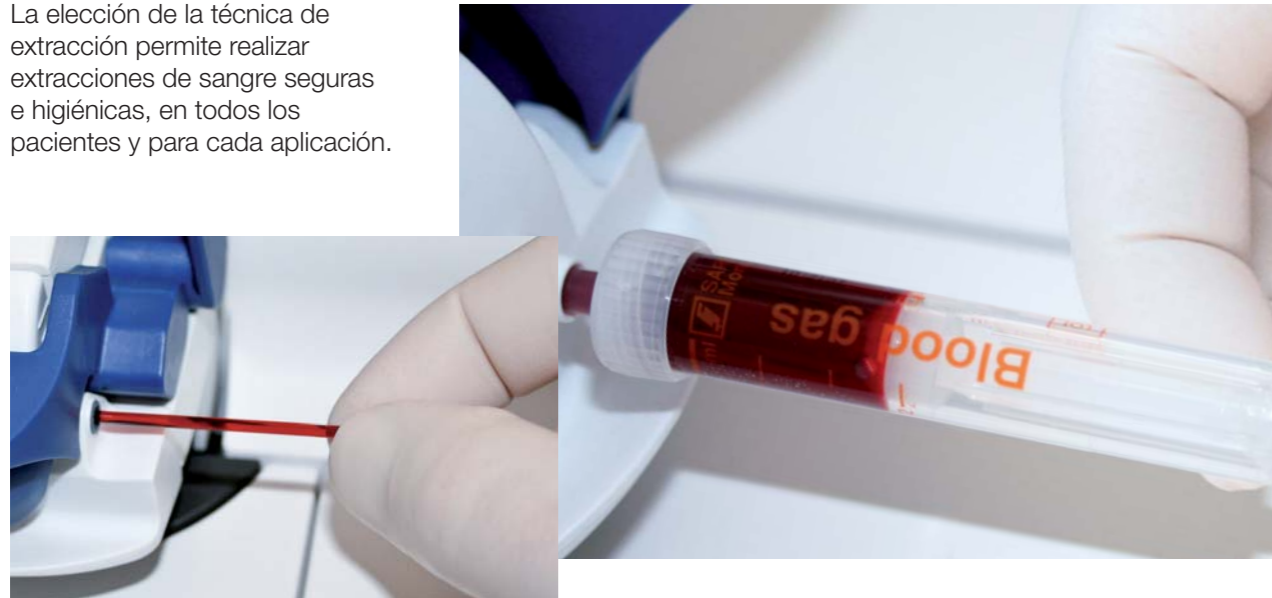 La elección de la técnica de
extracción permite realizar
extracciones de sangre seguras
e higiénicas, en todos los
pacientes y para cada aplicación.
Blood gas
ml